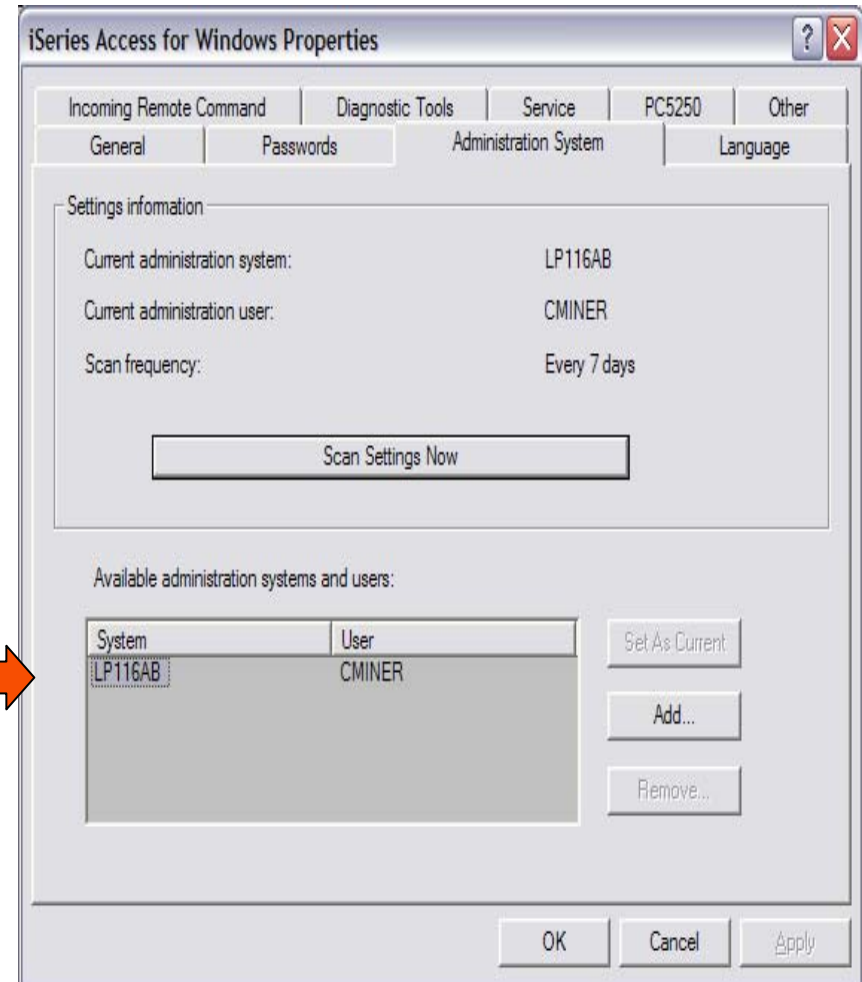 iSeries Access for Windows Properties
?
X
Incoming Remote Command Diagnostic Tools Service PC5250 Other
General Passwords Administration System Language
Settings information
Current administration system: LP116AB
Current administration user: CMINER
Scan frequency: Every 7 days
Scan Settings Now
Available administration systems and users:
System User
LP116AB CMINER
Set As Current
Add...
Remove...
OK Cancel Apply